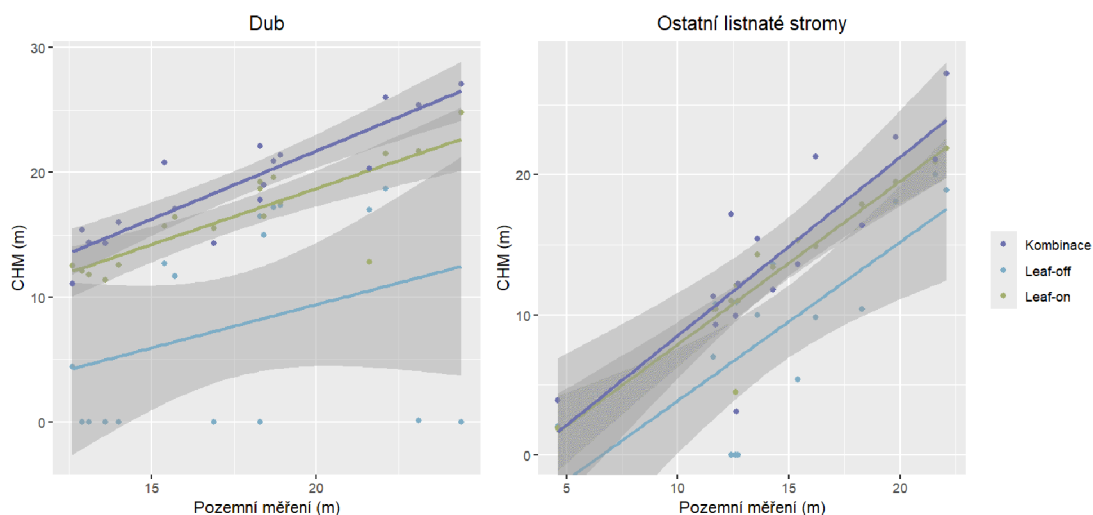 Dub
Ostatní listnaté stromy
30
20
10
0
CHM (m)
15
20
Pozemní měření (m)
20
10
0
CHM (m)
5
10
15
20
Pozemní měření (m)
Kombinace
Leaf-off
Leaf-on